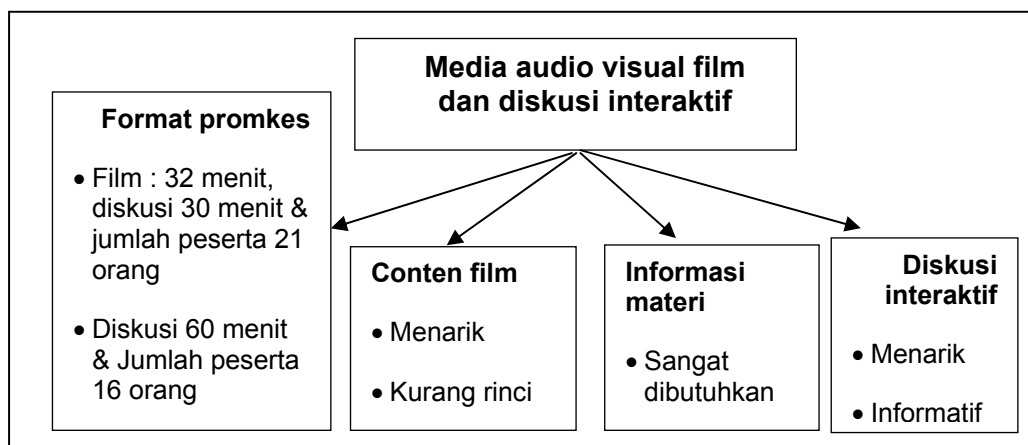 Media audio visual film
dan diskusi interaktif
Format promkes
• Film : 32 menit,
diskusi 30 menit &
jumlah peserta 21
orang
• Diskusi 60 menit
& Jumlah peserta
16 orang
Conten film
• Menarik
• Kurang rinci
Informasi
materi
• Sangat
dibutuhkan
Diskusi
interaktif
• Menarik
• Informatif